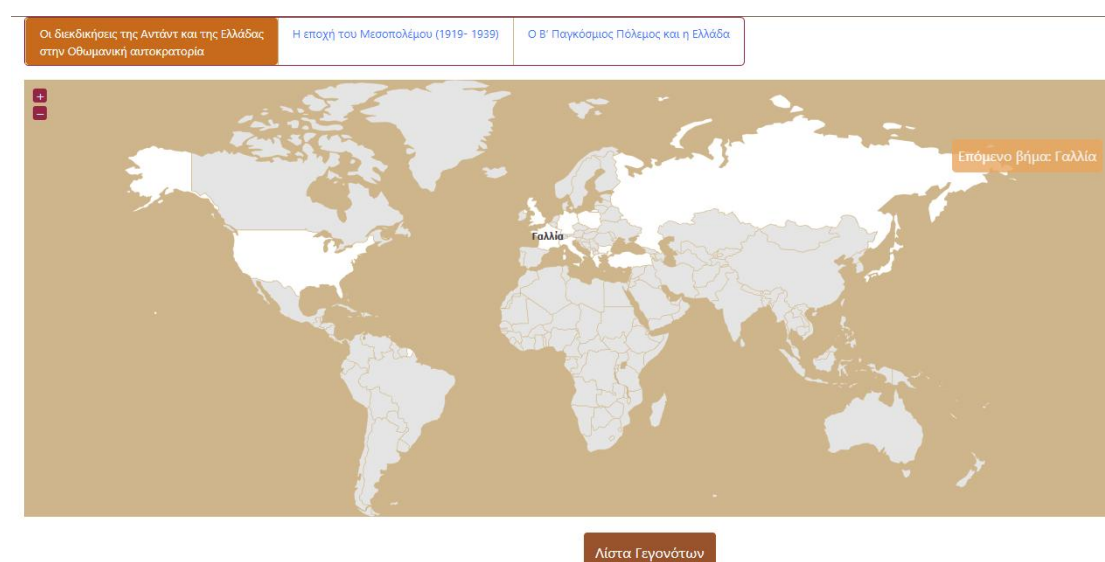 Οι διεκδικήσεις της Αντάντ και της Ελλάδας
στην Οθωμανική αυτοκρατορία
Η εποχή του Μεσοπολέμου (1919- 1939)
Ο Β' Παγκόσμιος Πόλεμος και η Ελλάδα
+
–
Επόμενο βήμα: Γαλλία
Γαλλία
Λίστα Γεγονότων